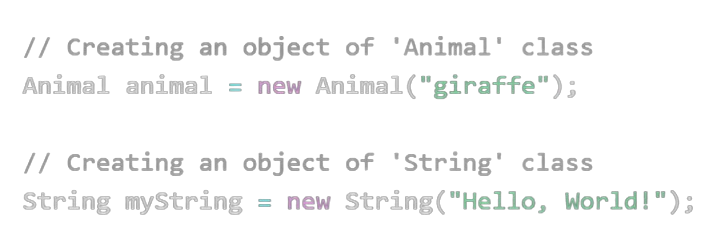 // Creating an object of 'Animal' class
Animal animal = new Animal("giraffe");
// Creating an object of 'String' class
String myString = new String("Hello, World!");